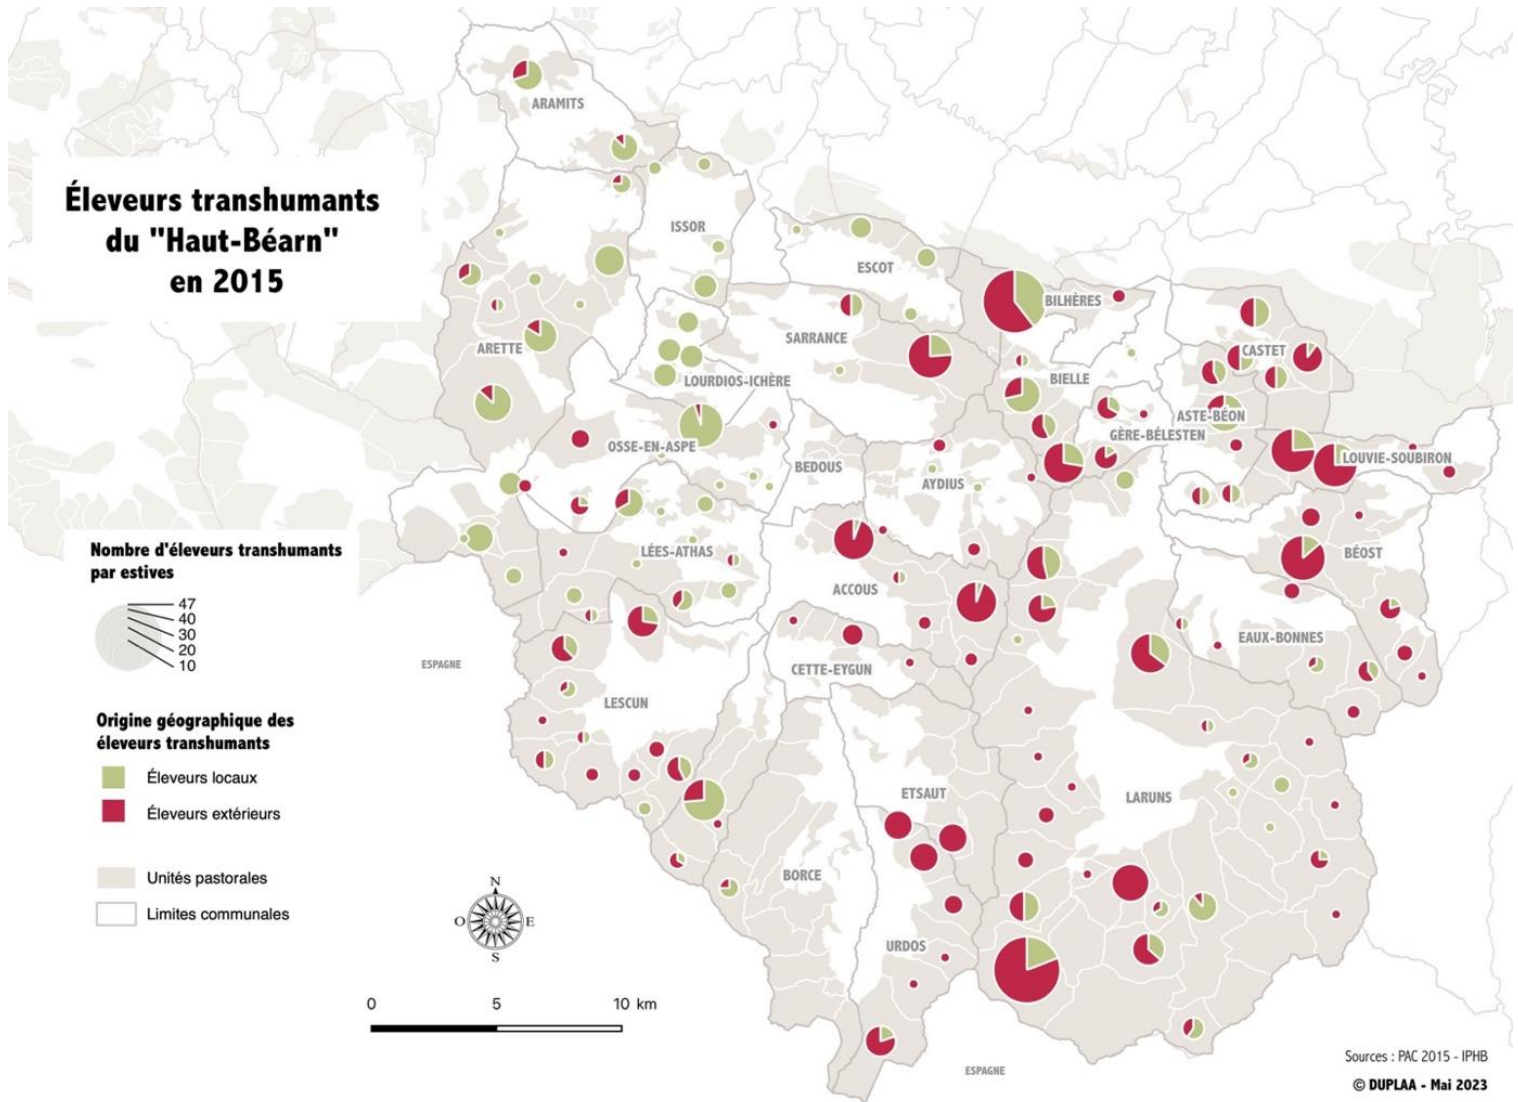 Éleveurs transhumants
du "Haut-Béarn"
en 2015
ARAMITS
ISSOR
ESCOT
BILHÈRES
SARRANCE
ARETTE
CASTET
LOURDIOS-ICHÈRE
BIELLE
ASTE-BÉON
GÈRE-BÉLESTEN
OSSE-EN-ASPE
BEDOUS
LOUVIE-SOUBIRON
AYDIUS
LÉES-ATHAS
BÉOST
ACCOUS
EAUX-BONNES
CETTE-EYGUN
LESCUN
ETSAUT
LARUNS
BORCE
URDOS
ESPAGNE
ESPAGNE
Nombre d'éleveurs transhumants
par estives
47
40
30
20
10
Origine géographique des
éleveurs transhumants
Éleveurs locaux
Éleveurs extérieurs
Unités pastorales
Limites communales
N
O
E
S
0 5 10 km
Sources : PAC 2015 - IPHB
© DUPLAA - Mai 2023